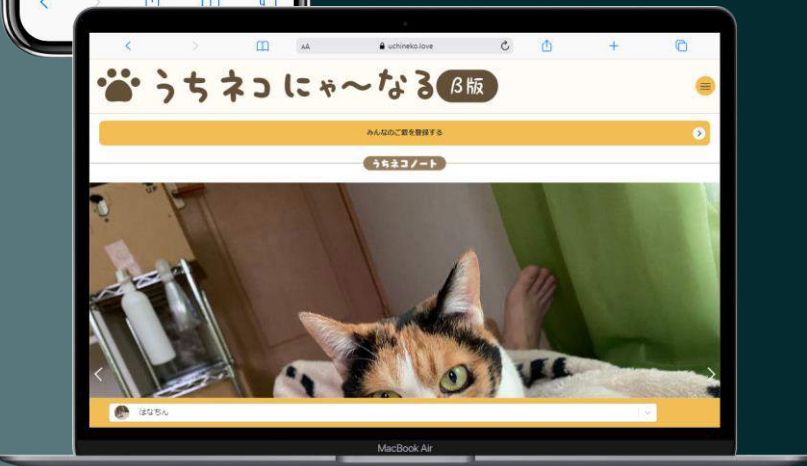 AA
uchineko.love
うちネコにゃ～なる β版
みんなのご飯を登録する
うちネコノート
はなちん
MacBook Air